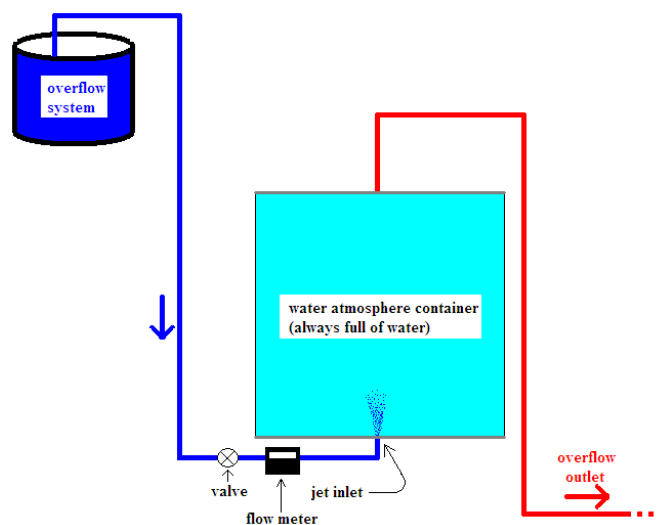 overflow
system
water atmosphere container
(always full of water)
overflow
outlet
valve
jet inlet
flow meter